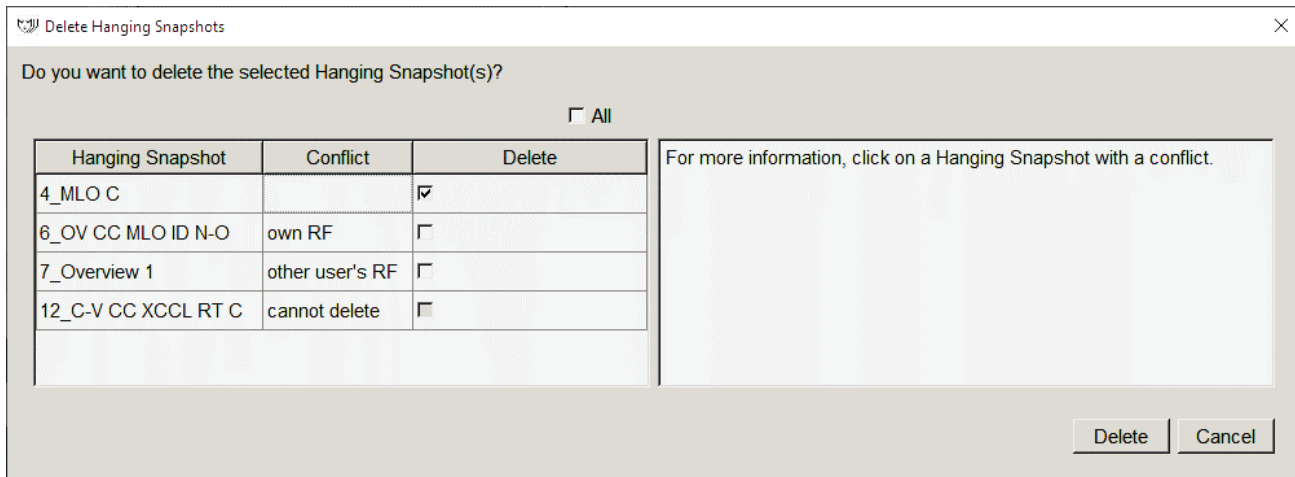 Delete Hanging Snapshots
Do you want to delete the selected Hanging Snapshot(s)?
All
Hanging Snapshot Conflict Delete
4_MLO C
6_OV CC MLO ID N-O own RF
7_Overview 1 other user's RF
12_C-V CC XCCL RT C cannot delete
For more information, click on a Hanging Snapshot with a conflict.
Delete Cancel